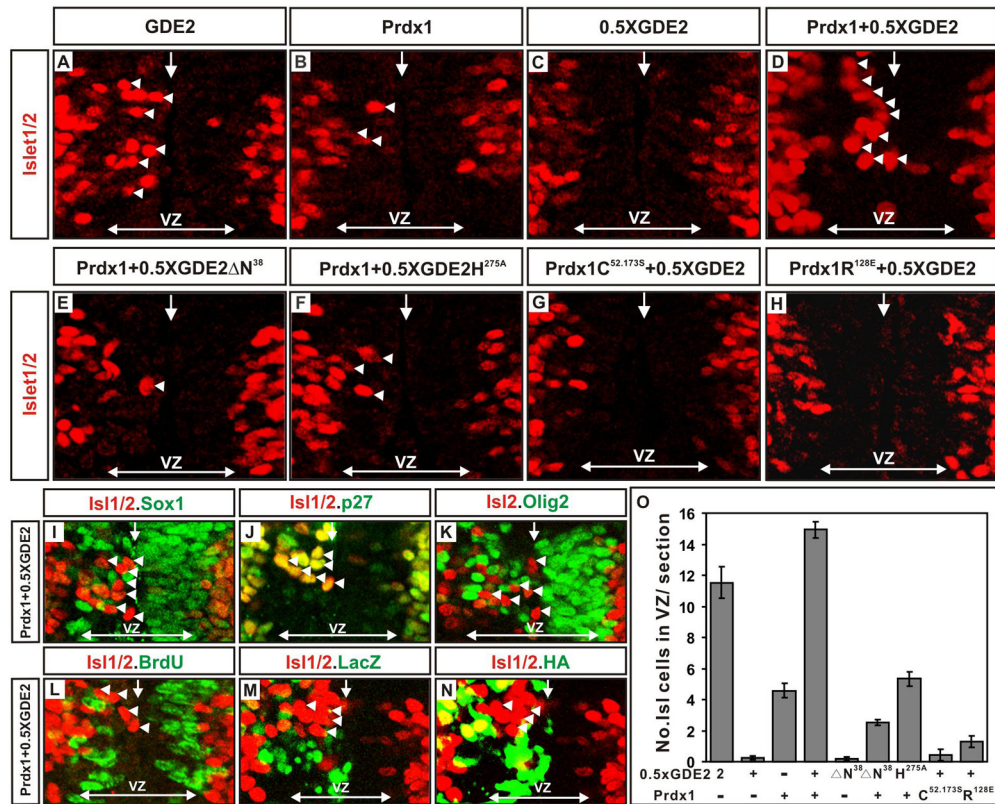 GDE2 Prdx1 0.5XGDE2 Prdx1+0.5XGDE2
Islet1/2
A B C D
VZ VZ VZ VZ
Prdx1+0.5XGDE2ΔN³⁸ Prdx1+0.5XGDE2H²⁷⁵ᴬ Prdx1C⁵²·¹⁷³ˢ+0.5XGDE2 Prdx1R¹²⁸ᴱ+0.5XGDE2
Islet1/2
E F G H
VZ VZ VZ VZ
Isl1/2.Sox1 Isl1/2.p27 Isl2.Olig2
Prdx1+0.5XGDE2
I J K
VZ VZ VZ
Isl1/2.BrdU Isl1/2.LacZ Isl1/2.HA
Prdx1+0.5XGDE2
L M N
VZ VZ VZ
O
No.Isl cells in VZ/ section
16
14
12
10
8
6
4
2
0
0.5xGDE2 2 + - + △N³⁸ △N³⁸ H²⁷⁵ᴬ + +
Prdx1 - - + + - + + C⁵²·¹⁷³ˢ R¹²⁸ᴱ